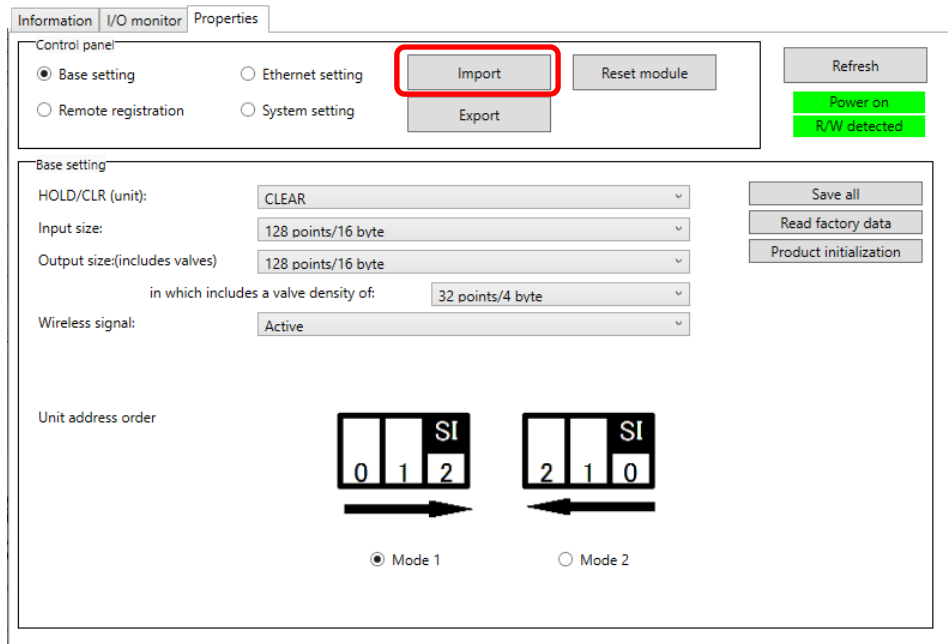 Information I/O monitor Properties
Control panel
Base setting Ethernet setting Import Reset module Refresh
Remote registration System setting Export Power on
R/W detected
Base setting
HOLD/CLR (unit): CLEAR Save all
Input size: 128 points/16 byte Read factory data
Output size:(includes valves) 128 points/16 byte Product initialization
in which includes a valve density of: 32 points/4 byte
Wireless signal: Active
Unit address order
SI SI
0 1 2 2 1 0
Mode 1 Mode 2